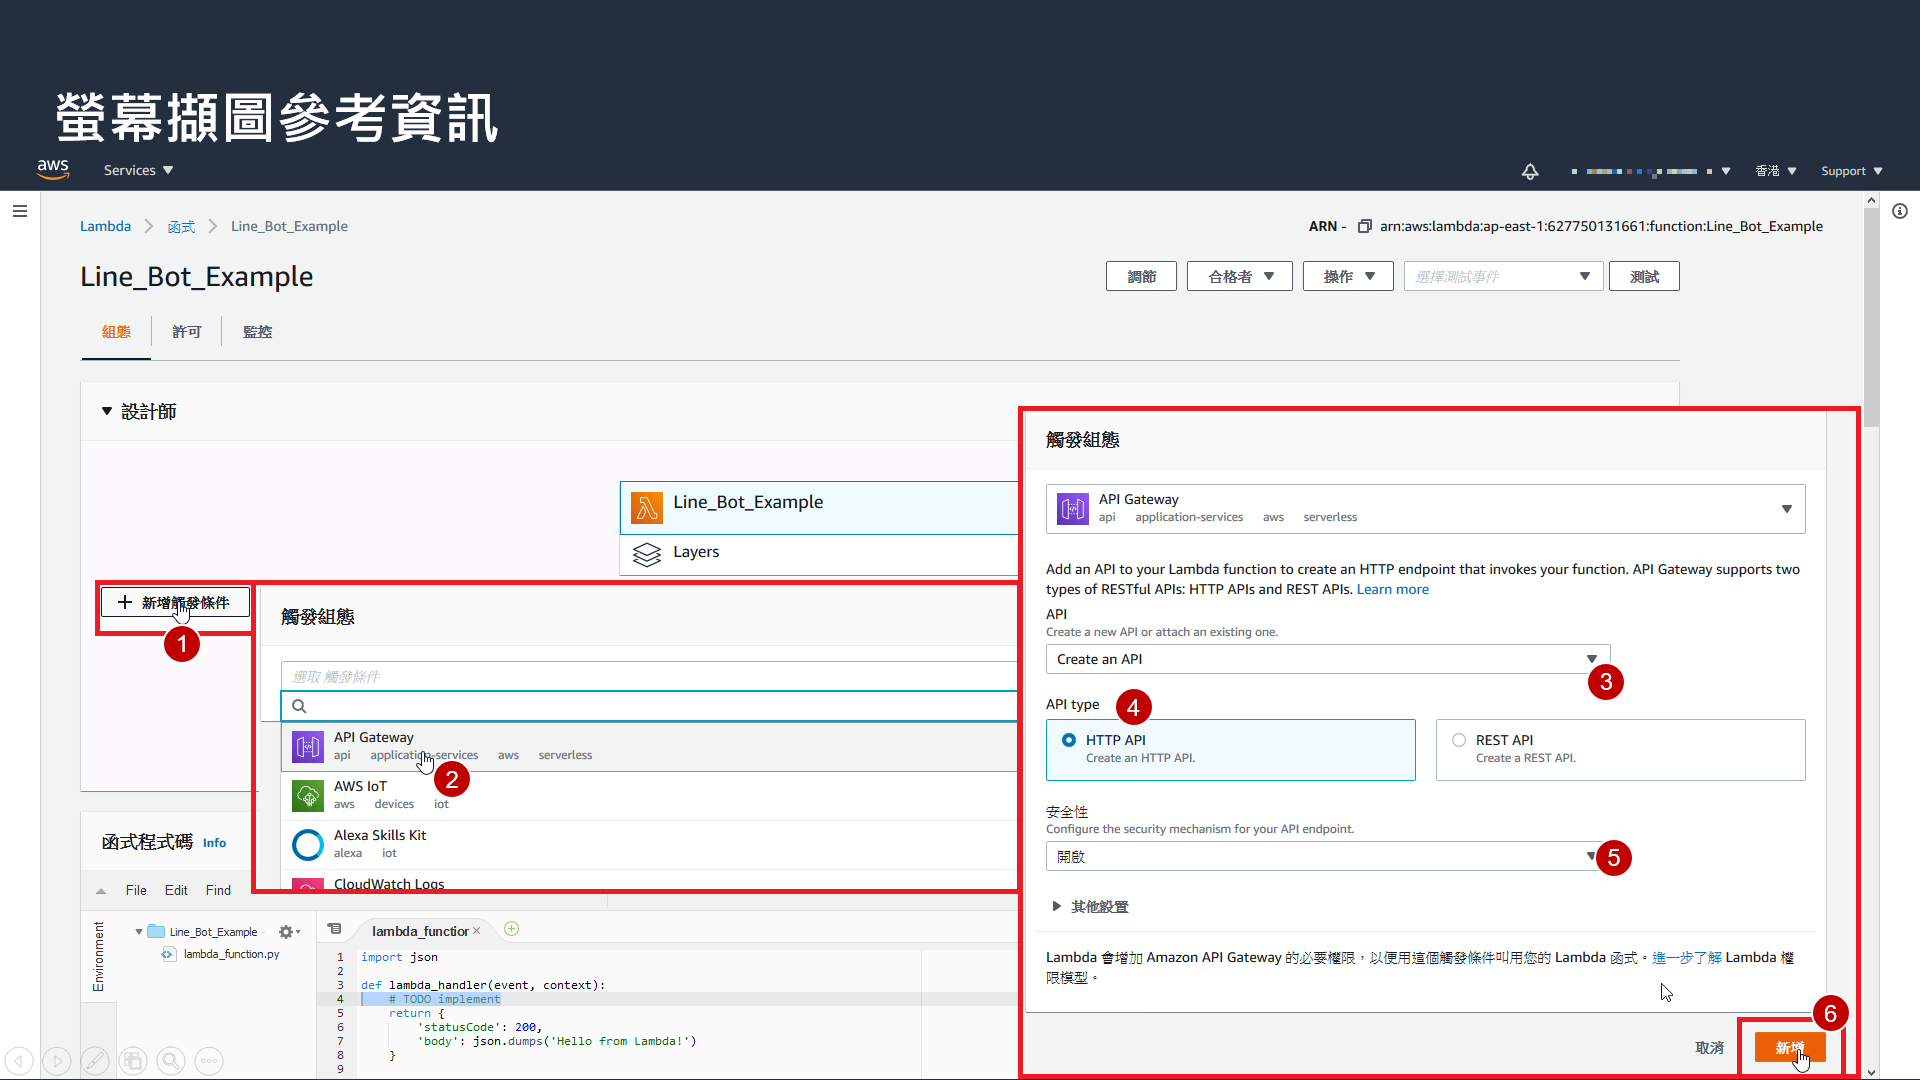 螢幕擷圖參考資訊
aws
Services
香港
Support
Lambda
函式
Line_Bot_Example
ARN - arn:aws:lambda:ap-east-1:627750131661:function:Line_Bot_Example
Line_Bot_Example
調節
合格者
操作
選擇測試事件
測試
組態
許可
監控
設計師
Line_Bot_Example
Layers
新增觸發條件
1
觸發組態
選取 觸發條件
API Gateway
api application-services aws serverless
2
AWS IoT
aws devices iot
Alexa Skills Kit
alexa iot
CloudWatch Logs
觸發組態
API Gateway
api application-services aws serverless
Add an API to your Lambda function to create an HTTP endpoint that invokes your function. API Gateway supports two
types of RESTful APIs: HTTP APIs and REST APIs. Learn more
API
Create a new API or attach an existing one.
Create an API
3
API type
4
HTTP API
Create an HTTP API.
REST API
Create a REST API.
安全性
Configure the security mechanism for your API endpoint.
開啟
5
其他設置
Lambda 會增加 Amazon API Gateway 的必要權限，以便用這個觸發條件叫用您的 Lambda 函式。進一步了解 Lambda 權
限模型。
6
取消
新增
函式程式碼 Info
File Edit Find
Environment
Line_Bot_Example
lambda_function.py
lambda_function
1 import json
2
3 def lambda_handler(event, context):
4 # TODO implement
5 return {
6 'statusCode': 200,
7 'body': json.dumps('Hello from Lambda!')
8 }
9